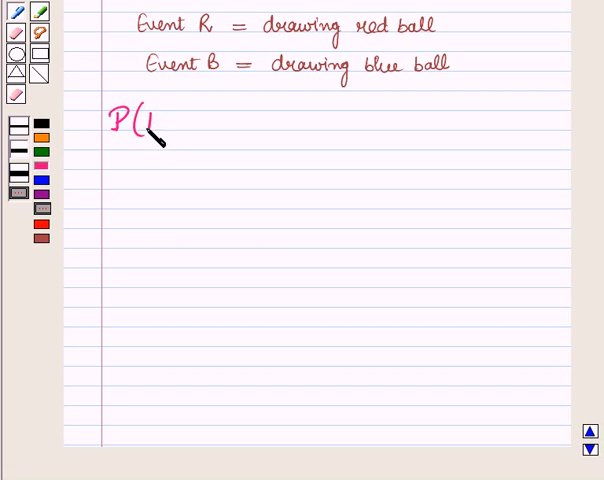 Event R = drawing red ball
Event B = drawing blue ball
P(